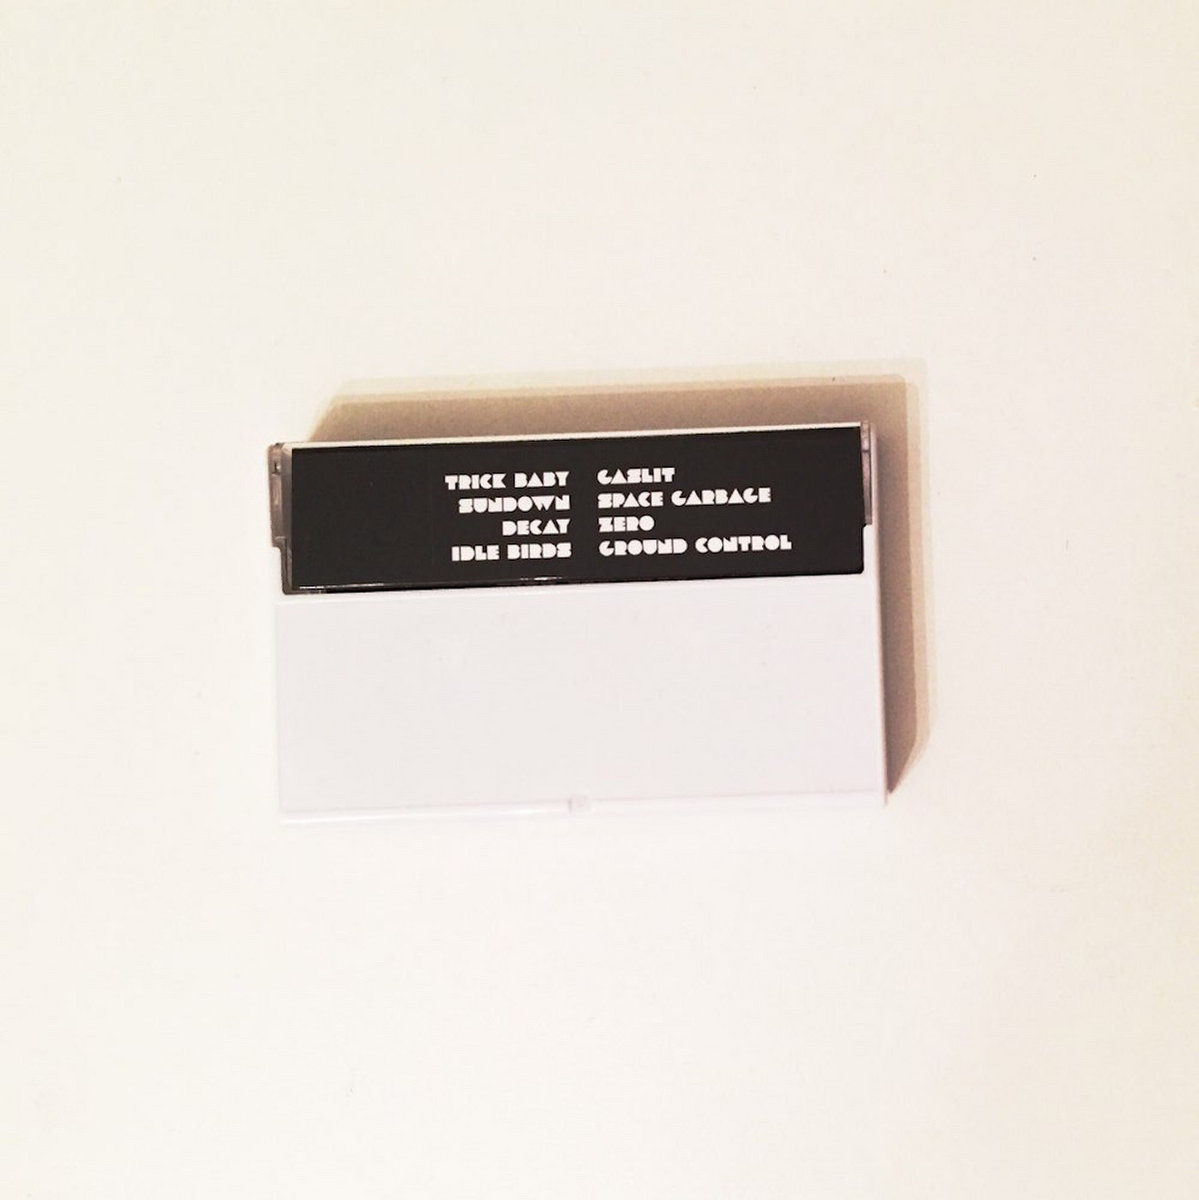 TRICK BABY
SUNDOWN
DECAY
IDLE BIRDS
GASLIT
SPACE GARBAGE
ZERO
GROUND CONTROL